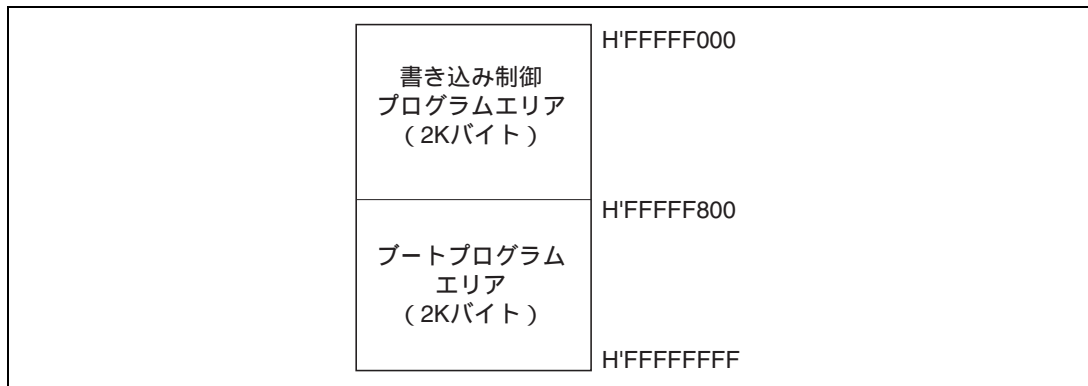 H'FFFFF000
書き込み制御
プログラムエリア
( 2Kバイト )
H'FFFFF800
ブートプログラム
エリア
( 2Kバイト )
H'FFFFFFFF